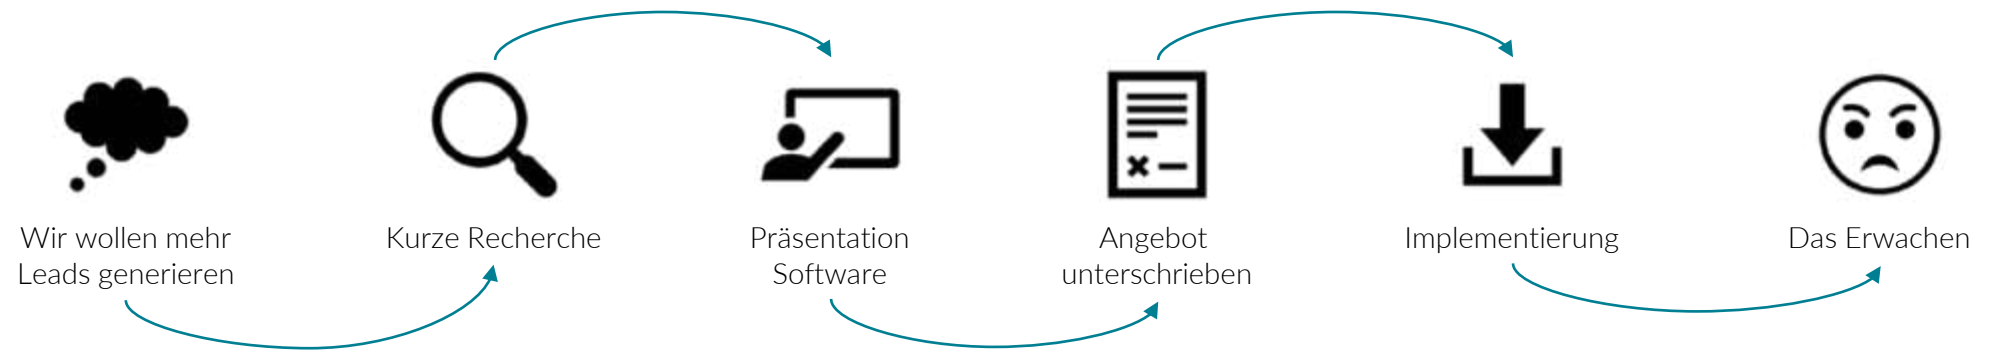 Wir wollen mehr
Leads generieren
Kurze Recherche
Präsentation
Software
Angebot
unterschrieben
Implementierung
Das Erwachen